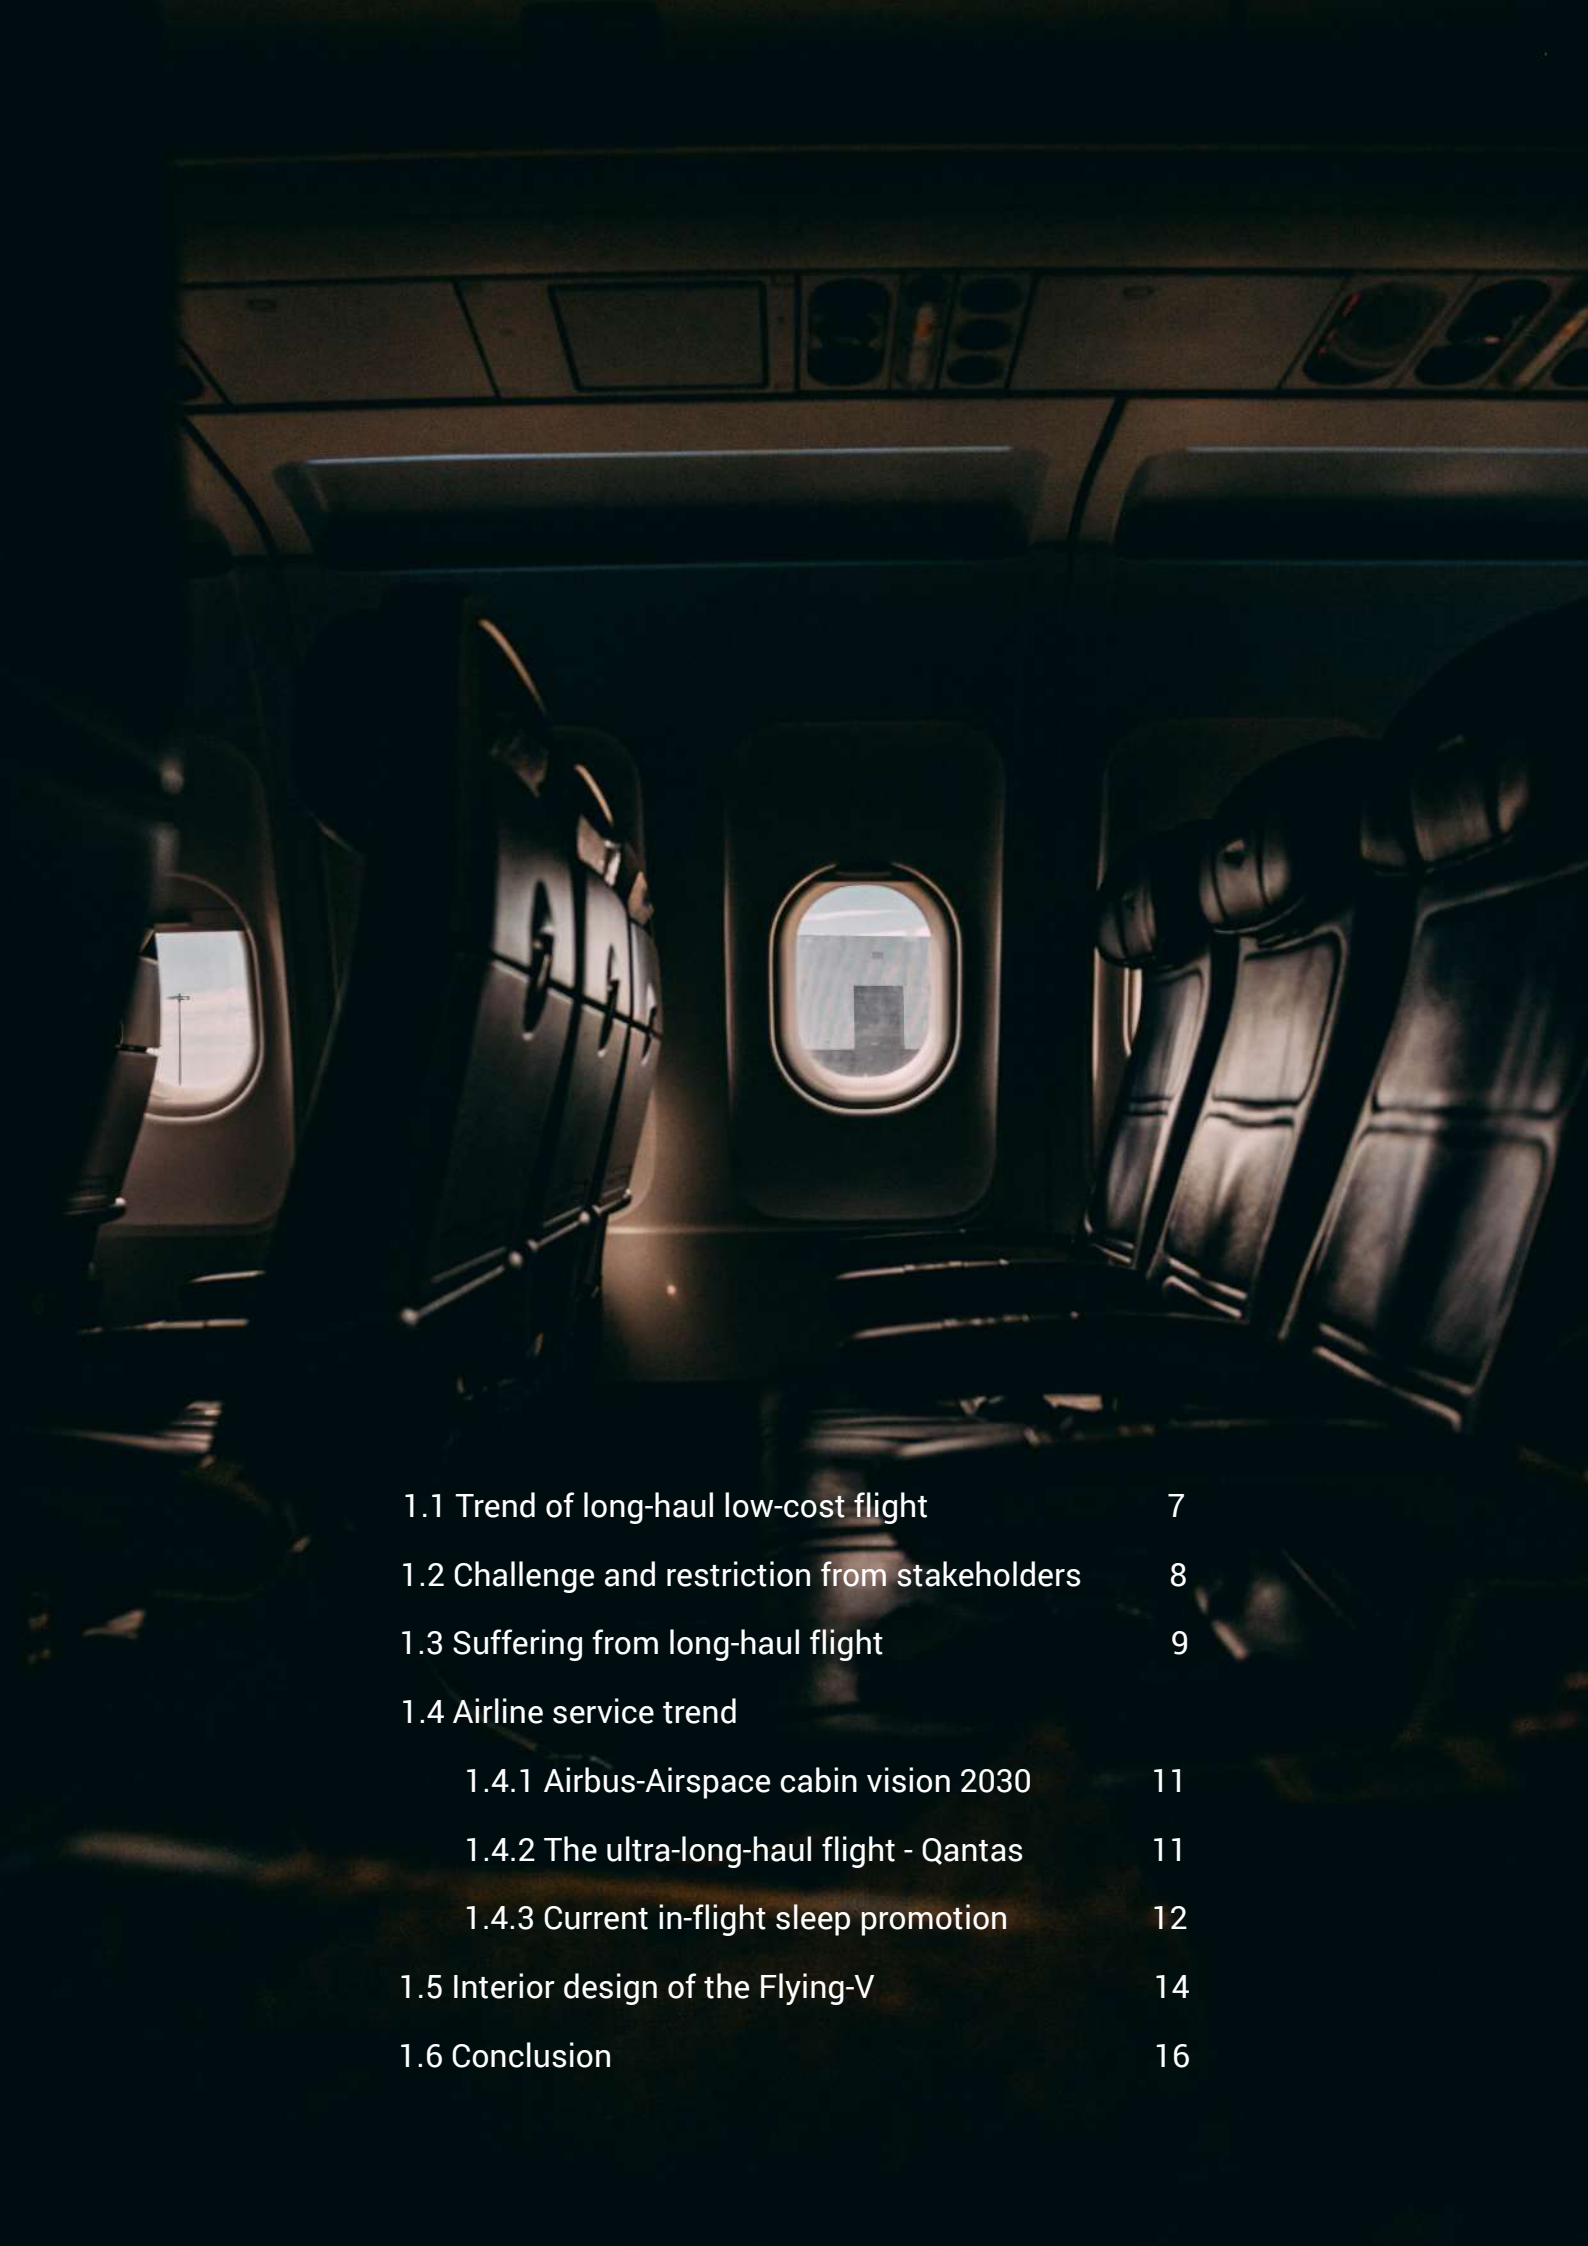 1.1 Trend of long-haul low-cost flight 7
1.2 Challenge and restriction from stakeholders 8
1.3 Suffering from long-haul flight 9
1.4 Airline service trend
1.4.1 Airbus-Airspace cabin vision 2030 11
1.4.2 The ultra-long-haul flight - Qantas 11
1.4.3 Current in-flight sleep promotion 12
1.5 Interior design of the Flying-V 14
1.6 Conclusion 16